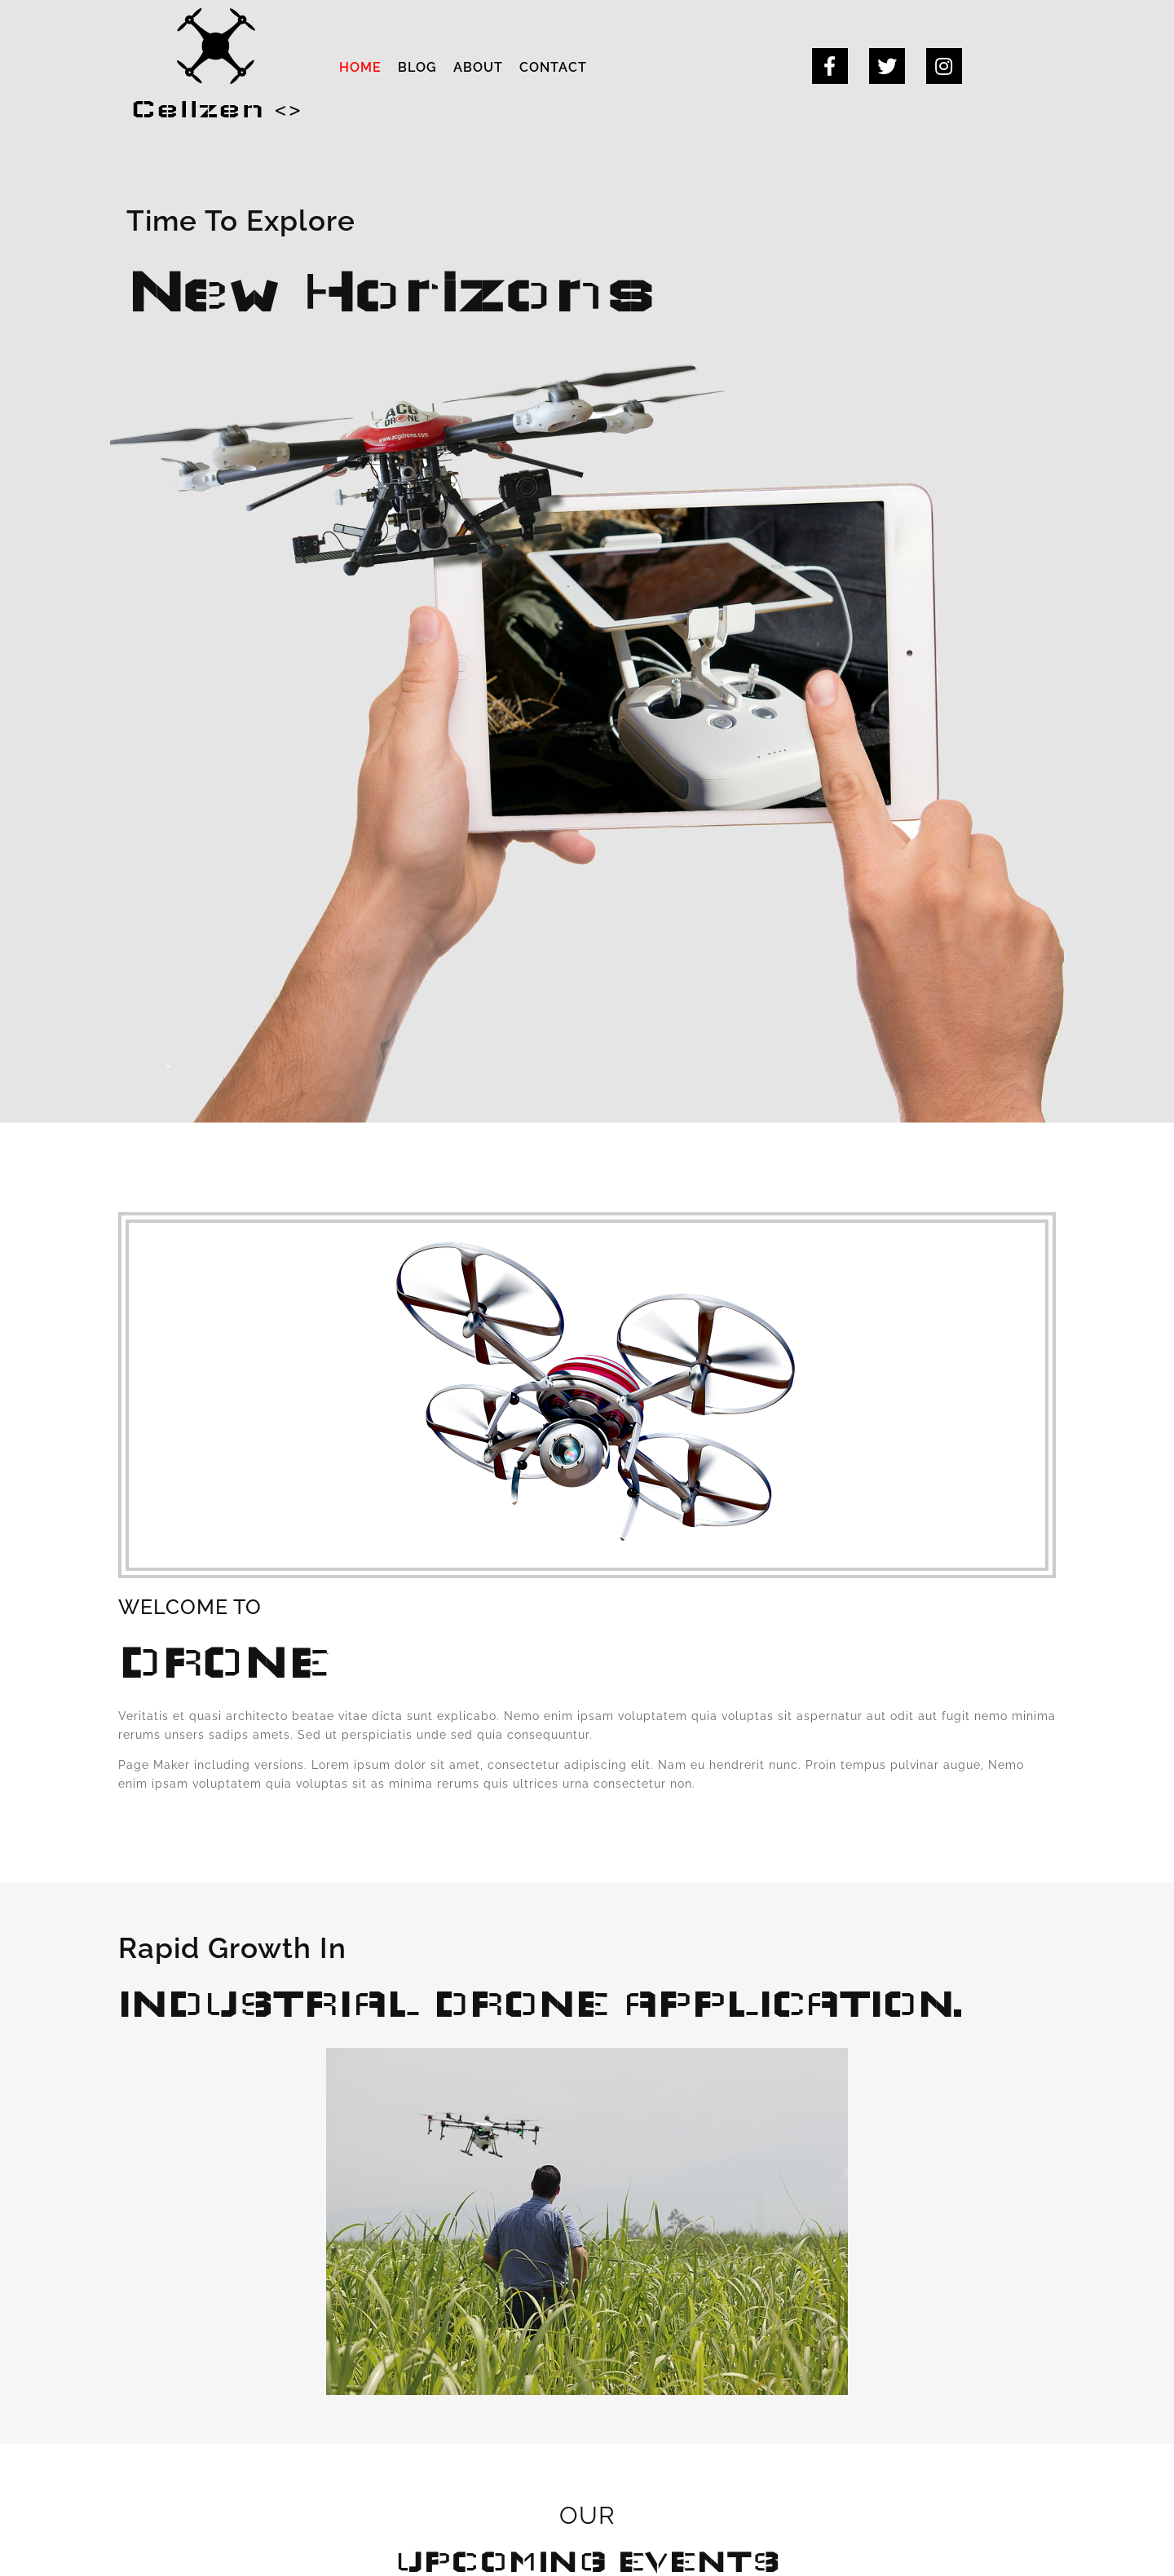 HOME BLOG ABOUT CONTACT
Cellzen <>
Time To Explore
New Horizons
ACG
DRONE
www.acgdrone.com
WELCOME TO
DRONE
Veritatis et quasi architecto beatae vitae dicta sunt explicabo. Nemo enim ipsam voluptatem quia voluptas sit aspernatur aut odit aut fugit nemo minima
rerums unsers sadips amets. Sed ut perspiciatis unde sed quia consequuntur.
Page Maker including versions. Lorem ipsum dolor sit amet, consectetur adipiscing elit. Nam eu hendrerit nunc. Proin tempus pulvinar augue, Nemo
enim ipsam voluptatem quia voluptas sit as minima rerums quis ultrices urna consectetur non.
Rapid Growth In
INDUSTRIAL DRONE APPLICATION.
OUR
UPCOMING EVENTS